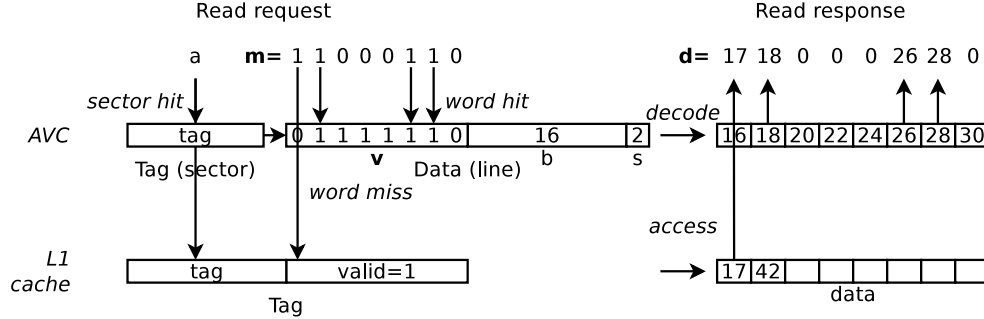 Read request Read response
a m= 1 1 0 0 0 1 1 0 d= 17 18 0 0 0 26 28 0
sector hit word hit decode
AVC tag 0 1 1 1 1 1 1 0 16 2 16 18 20 22 24 26 28 30
Tag (sector) v Data (line) b s
word miss
access
L1 cache tag valid=1 17 42
Tag data